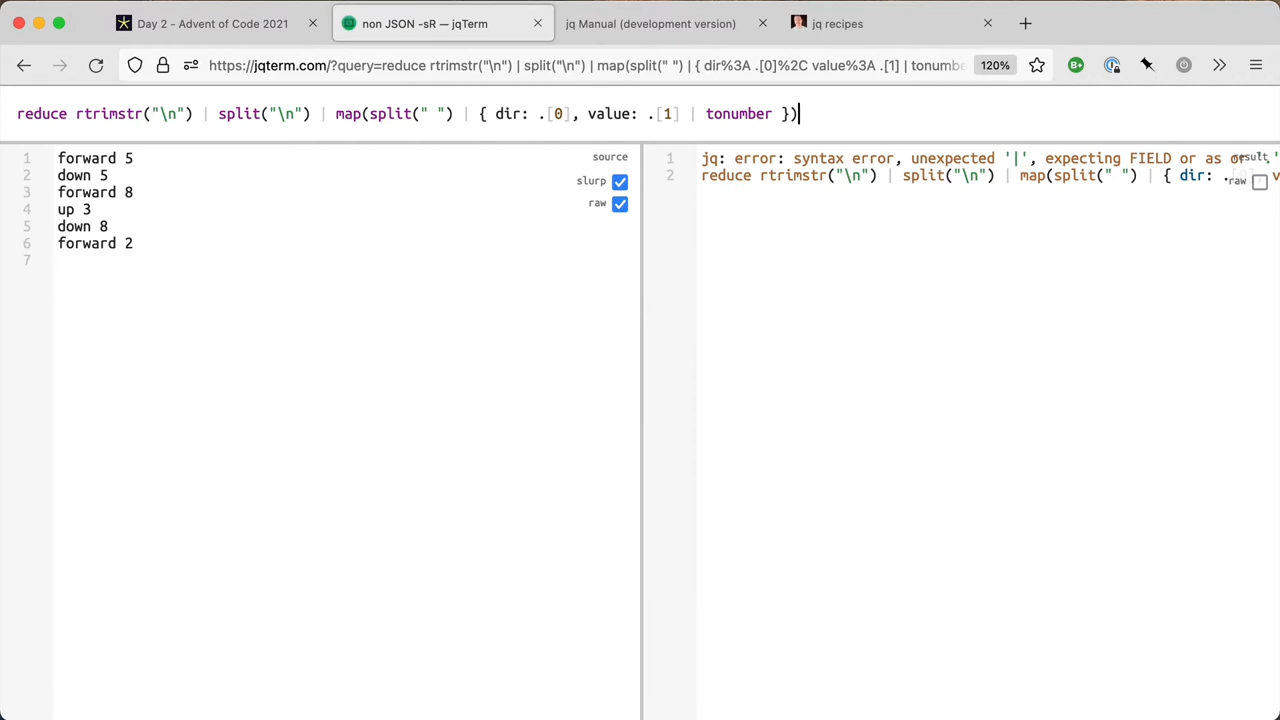 Day 2 - Advent of Code 2021
non JSON -sR — jqTerm
jq Manual (development version)
jq recipes
https://jqterm.com/?query=reduce rtrimstr("\n") | split("\n") | map(split(" ") | { dir%3A .[0]%2C value%3A .[1] | tonumbe
120%
B+
reduce rtrimstr("\n") | split("\n") | map(split(" ") | { dir: .[0], value: .[1] | tonumber })
source
slurp
raw
1 forward 5
2 down 5
3 forward 8
4 up 3
5 down 8
6 forward 2
7
result
raw
1 jq: error: syntax error, unexpected '|', expecting FIELD or as or '.'
2 reduce rtrimstr("\n") | split("\n") | map(split(" ") | { dir: .[0] v